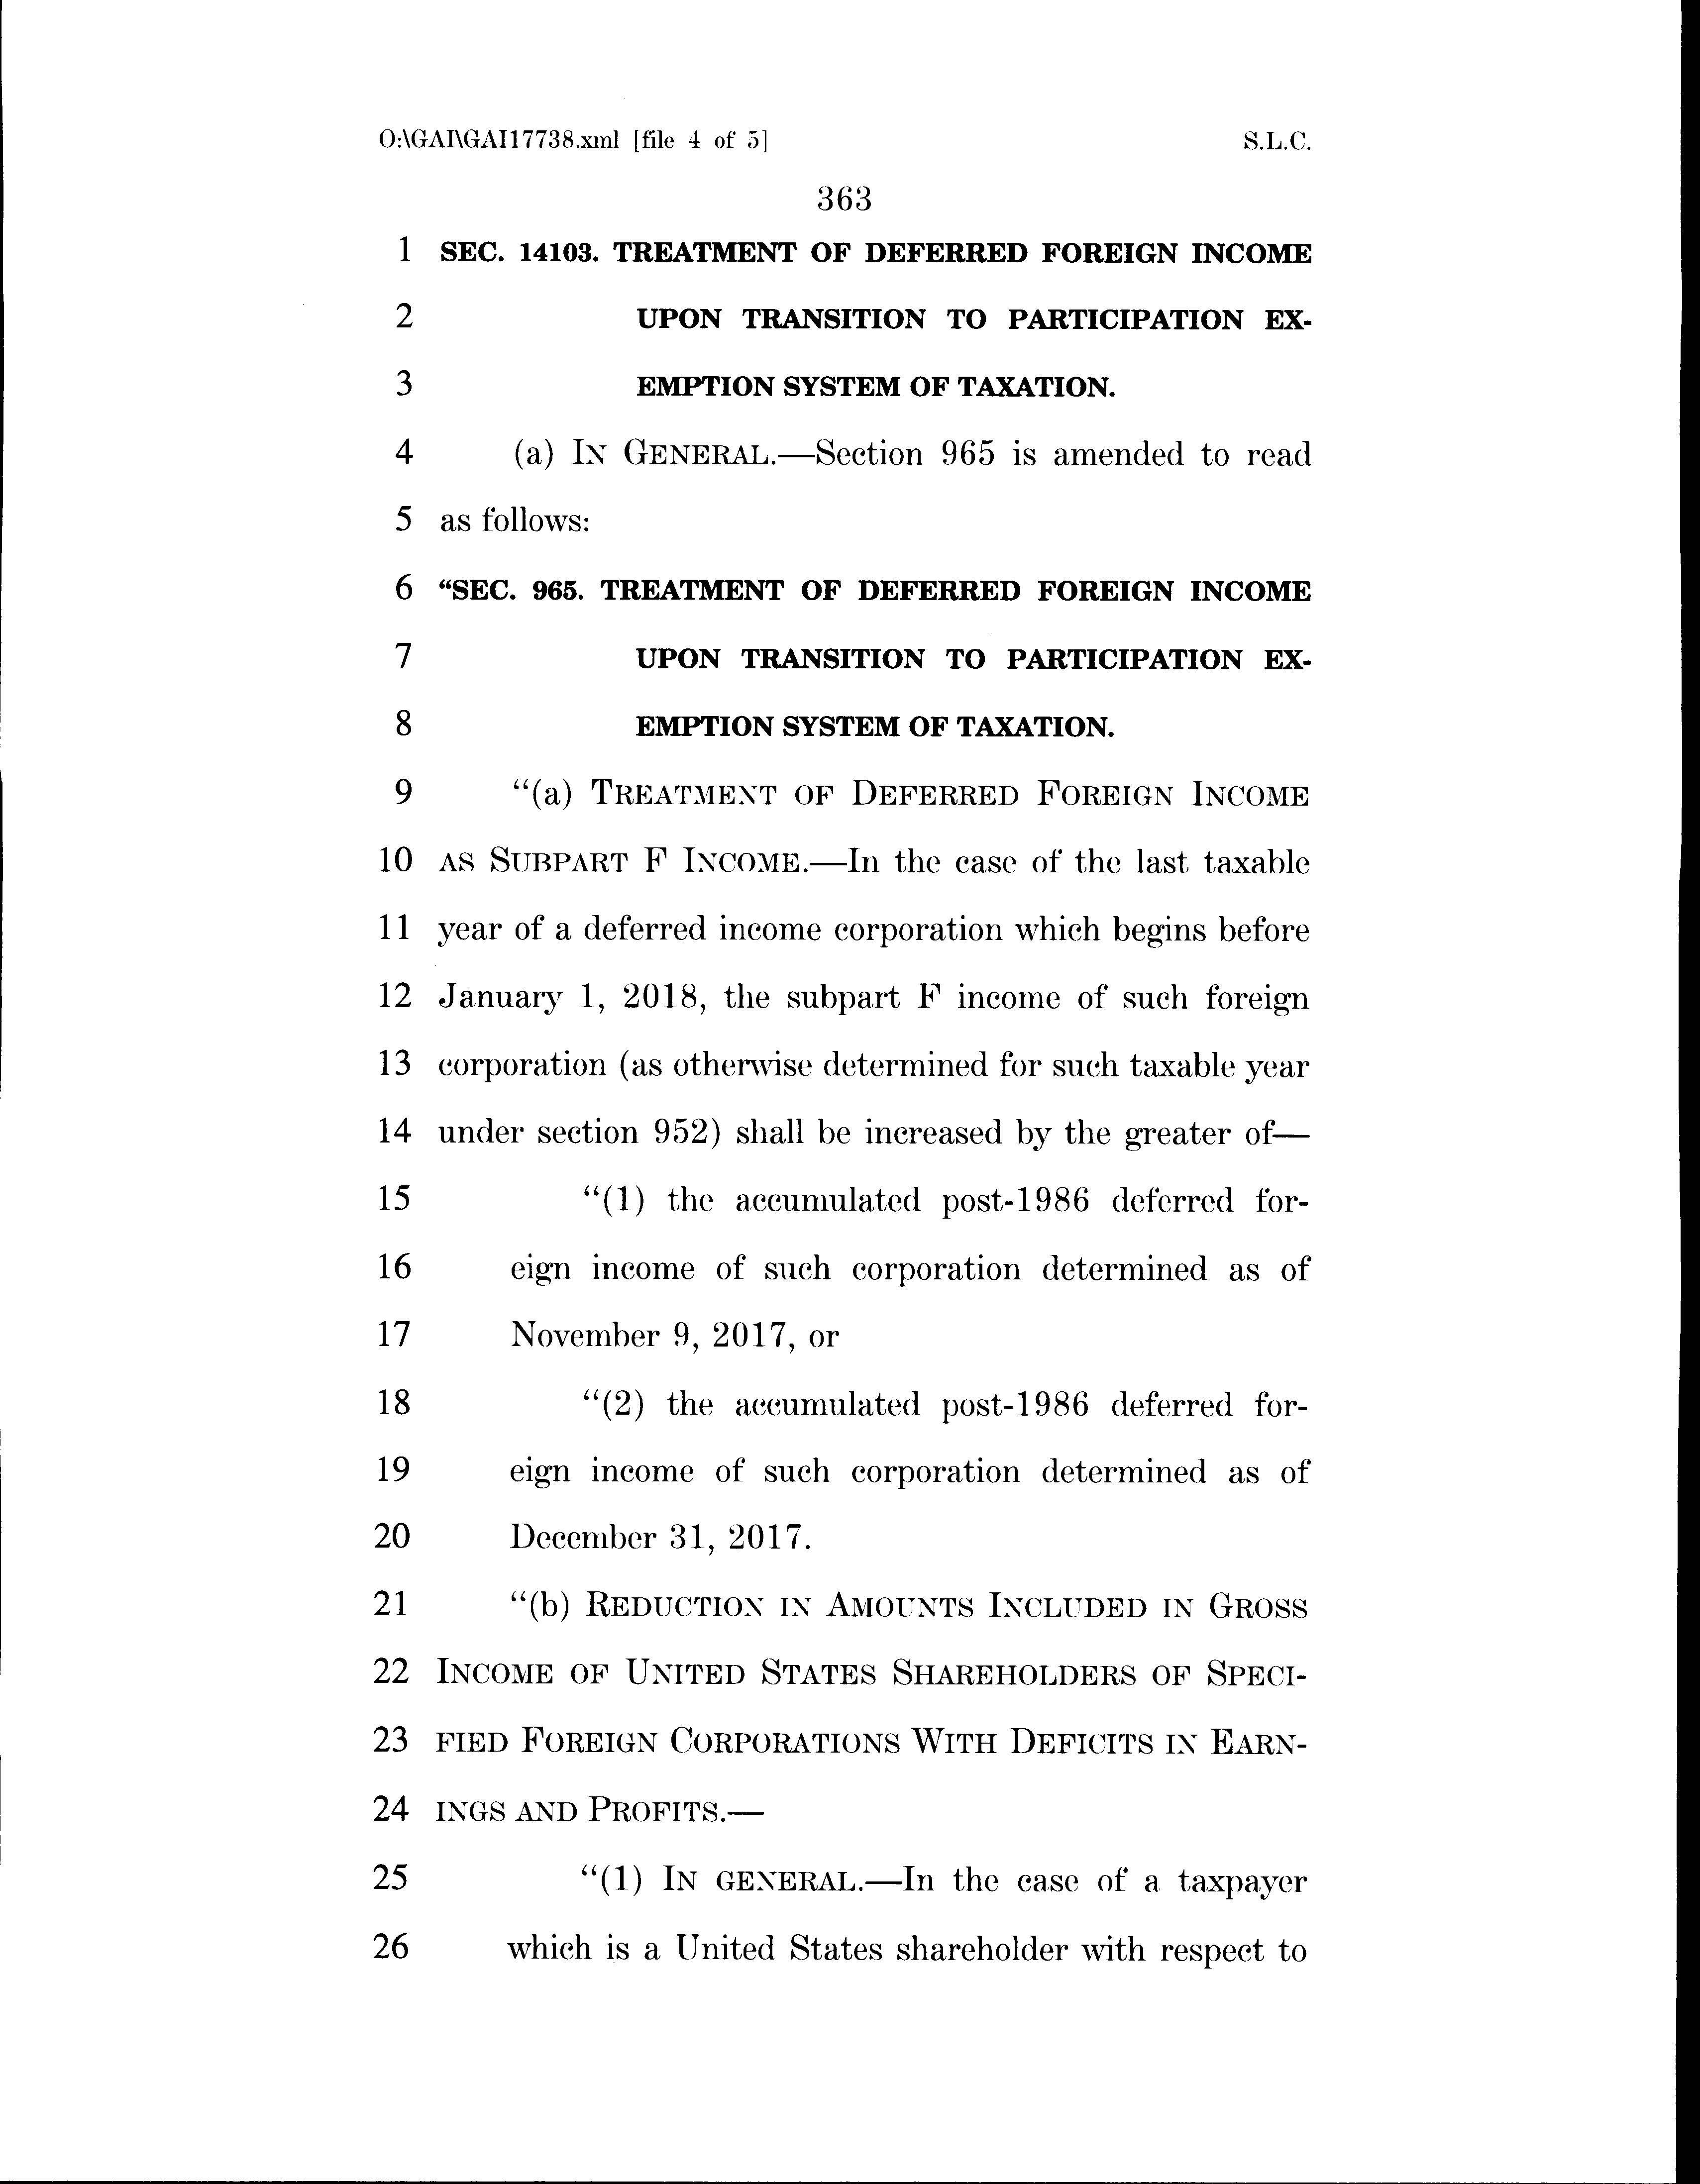 O:\GAI\GAI17738.xml [file 4 of 5] S.L.C.
363
1 SEC. 14103. TREATMENT OF DEFERRED FOREIGN INCOME
2 UPON TRANSITION TO PARTICIPATION EX-
3 EMPTION SYSTEM OF TAXATION.
4 (a) IN GENERAL.—Section 965 is amended to read
5 as follows:
6 “SEC. 965. TREATMENT OF DEFERRED FOREIGN INCOME
7 UPON TRANSITION TO PARTICIPATION EX-
8 EMPTION SYSTEM OF TAXATION.
9 “(a) TREATMENT OF DEFERRED FOREIGN INCOME
10 AS SUBPART F INCOME.—In the case of the last taxable
11 year of a deferred income corporation which begins before
12 January 1, 2018, the subpart F income of such foreign
13 corporation (as otherwise determined for such taxable year
14 under section 952) shall be increased by the greater of—
15 “(1) the accumulated post-1986 deferred for-
16 eign income of such corporation determined as of
17 November 9, 2017, or
18 “(2) the accumulated post-1986 deferred for-
19 eign income of such corporation determined as of
20 December 31, 2017.
21 “(b) REDUCTION IN AMOUNTS INCLUDED IN GROSS
22 INCOME OF UNITED STATES SHAREHOLDERS OF SPECI-
23 FIED FOREIGN CORPORATIONS WITH DEFICITS IN EARN-
24 INGS AND PROFITS.—
25 “(1) IN GENERAL.—In the case of a taxpayer
26 which is a United States shareholder with respect to